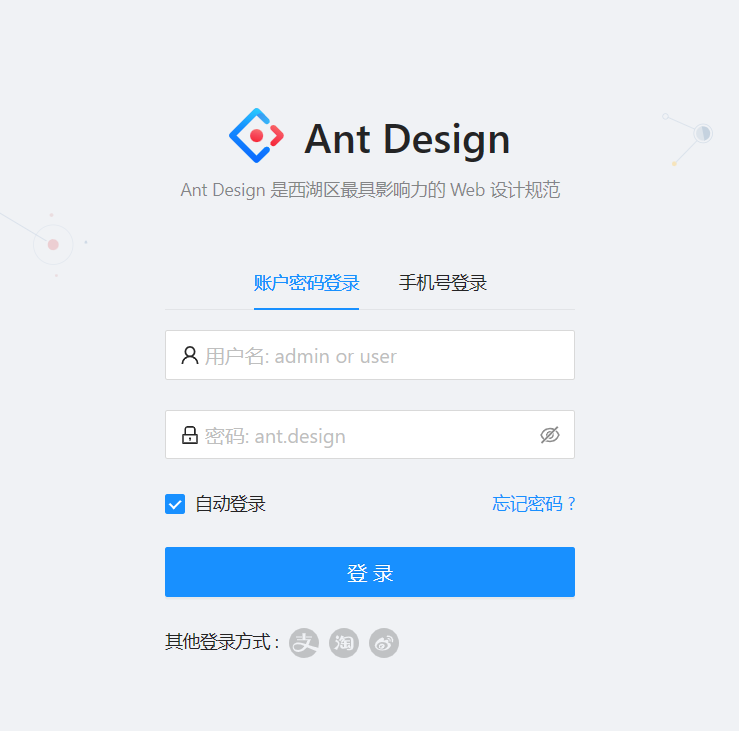 Ant Design
Ant Design 是西湖区最具影响力的 Web 设计规范
账户密码登录 手机号登录
用户名: admin or user
密码: ant.design
自动登录 忘记密码 ?
登 录
其他登录方式 : 支 淘